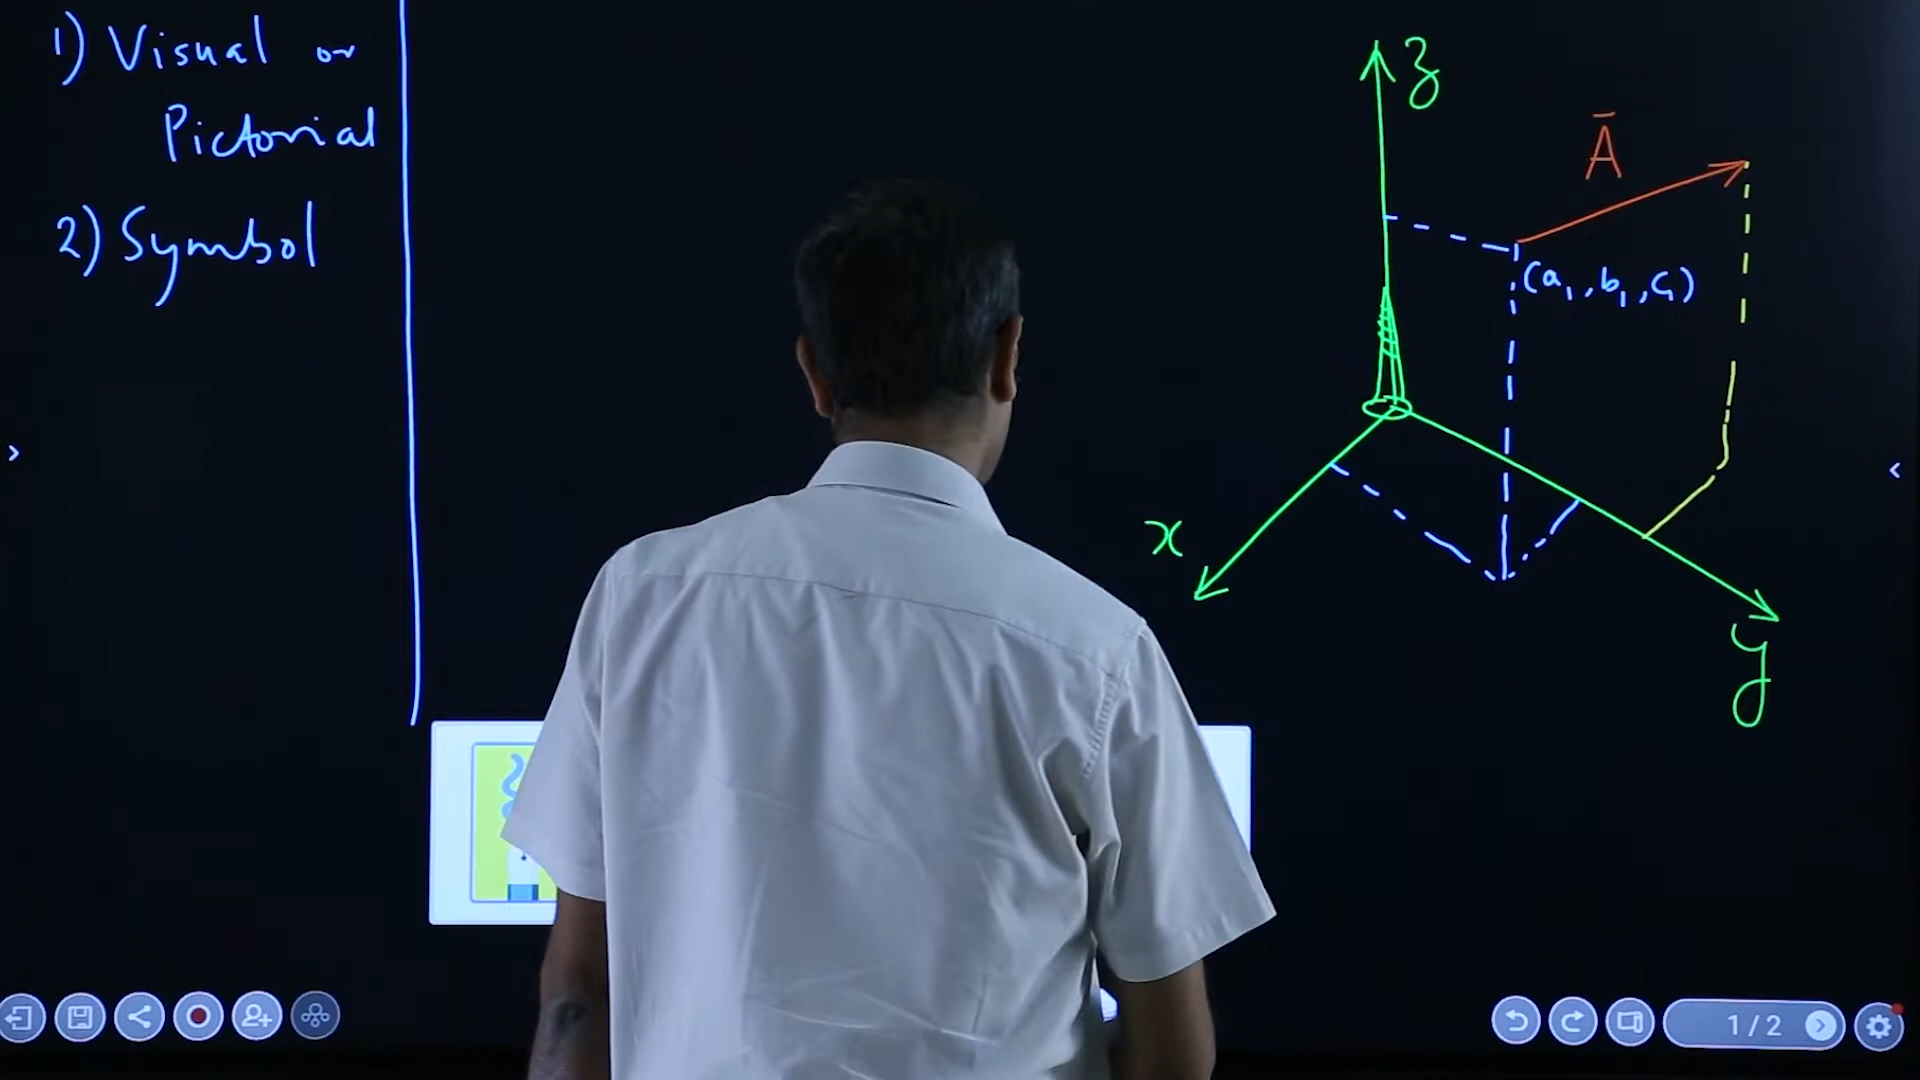 1) Visual or
Pictorial
2) Symbol
z
Ā
(a₁, b₁, c₁)
x
y
1 / 2